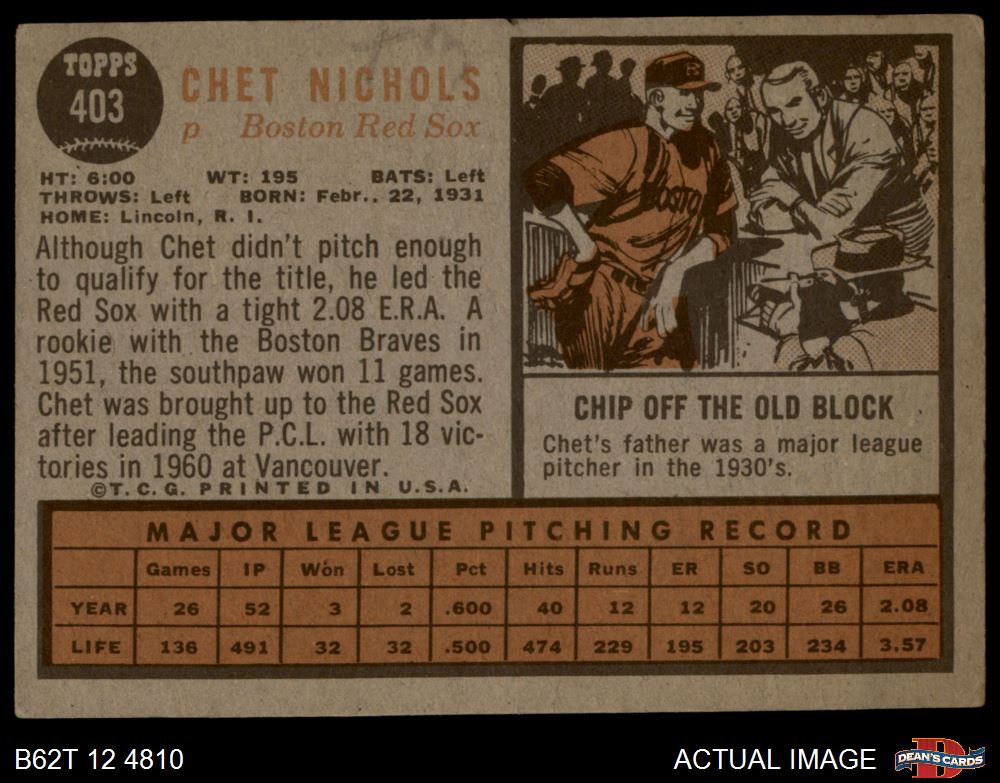 TOPPS
403
CHET NICHOLS
p Boston Red Sox
HT: 6:00 WT: 195 BATS: Left
THROWS: Left BORN: Febr.. 22, 1931
HOME: Lincoln, R. I.
Although Chet didn't pitch enough
to qualify for the title, he led the
Red Sox with a tight 2.08 E.R.A. A
rookie with the Boston Braves in
1951, the southpaw won 11 games.
Chet was brought up to the Red Sox
after leading the P.C.L. with 18 vic-
tories in 1960 at Vancouver.
©T.C.G. PRINTED IN U.S.A.
B
BOSTO
CHIP OFF THE OLD BLOCK
Chet's father was a major league
pitcher in the 1930's.
MAJOR LEAGUE PITCHING RECORD
Games IP Won Lost Pct Hits Runs ER SO BB ERA
YEAR 26 52 3 2 .600 40 12 12 20 26 2.08
LIFE 136 491 32 32 .500 474 229 195 203 234 3.57
B62T 12 4810
ACTUAL IMAGE
D
DEAN'S CARDS